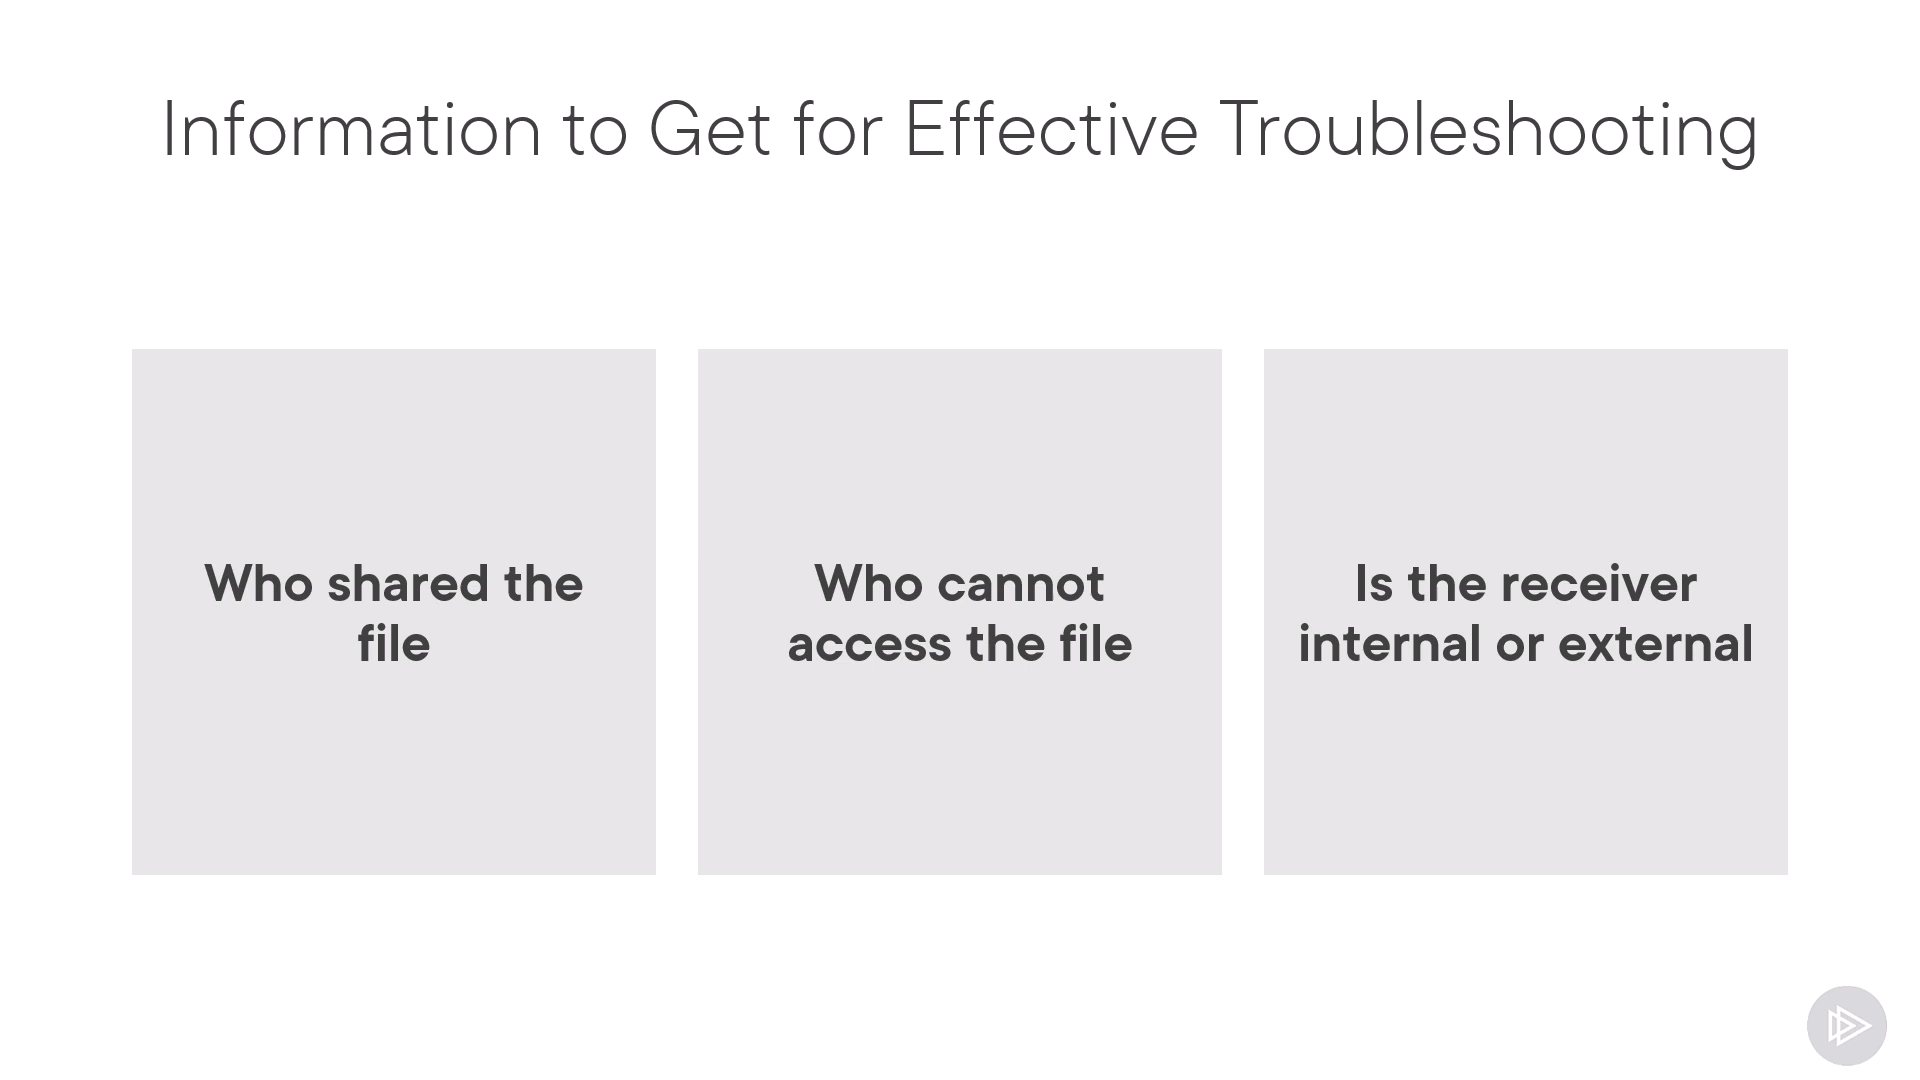 Information to Get for Effective Troubleshooting
Who shared the
file
Who cannot
access the file
Is the receiver
internal or external